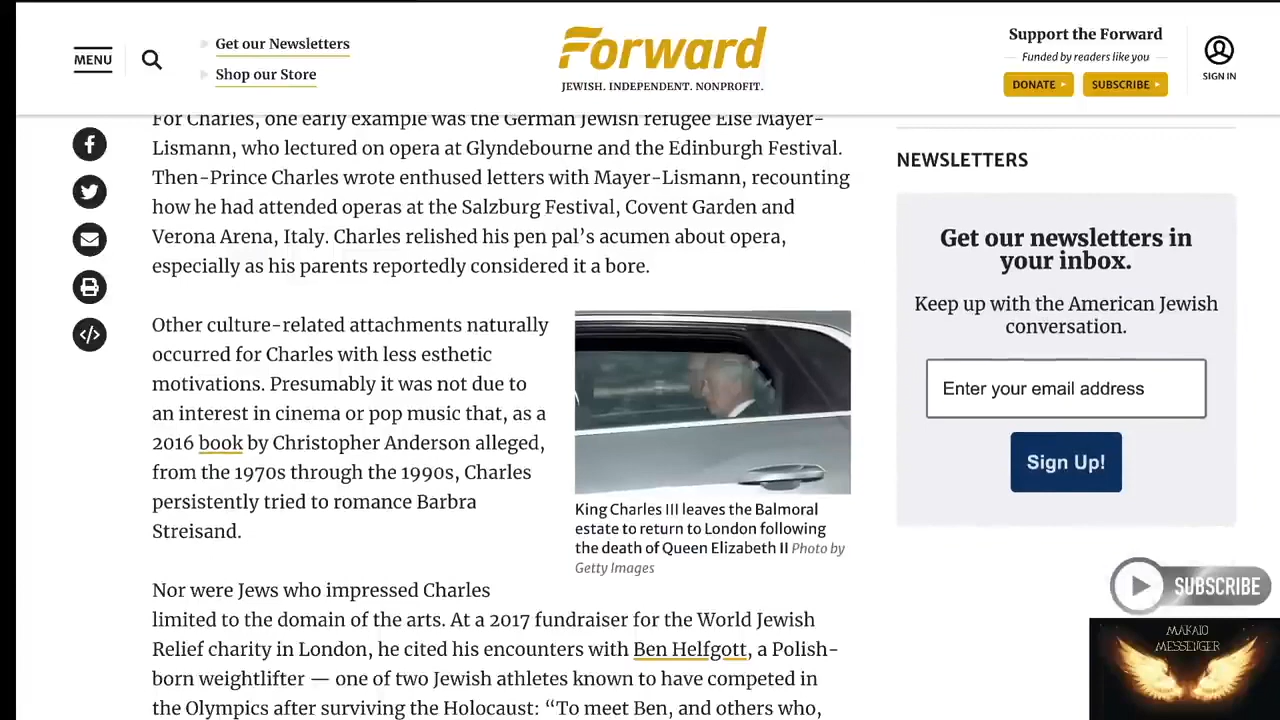 MENU
Get our Newsletters
Shop our Store
Forward
JEWISH. INDEPENDENT. NONPROFIT.
Support the Forward
Funded by readers like you
DONATE
SUBSCRIBE
SIGN IN
For Charles, one early example was the German Jewish refugee Else Mayer-
Lismann, who lectured on opera at Glyndebourne and the Edinburgh Festival.
Then-Prince Charles wrote enthused letters with Mayer-Lismann, recounting
how he had attended operas at the Salzburg Festival, Covent Garden and
Verona Arena, Italy. Charles relished his pen pal’s acumen about opera,
especially as his parents reportedly considered it a bore.
Other culture-related attachments naturally
occurred for Charles with less esthetic
motivations. Presumably it was not due to
an interest in cinema or pop music that, as a
2016 book by Christopher Anderson alleged,
from the 1970s through the 1990s, Charles
persistently tried to romance Barbra
Streisand.
King Charles III leaves the Balmoral
estate to return to London following
the death of Queen Elizabeth II Photo by
Getty Images
Nor were Jews who impressed Charles
limited to the domain of the arts. At a 2017 fundraiser for the World Jewish
Relief charity in London, he cited his encounters with Ben Helfgott, a Polish-
born weightlifter — one of two Jewish athletes known to have competed in
the Olympics after surviving the Holocaust: “To meet Ben, and others who,
NEWSLETTERS
Get our newsletters in
your inbox.
Keep up with the American Jewish
conversation.
Enter your email address
Sign Up!
SUBSCRIBE
MAKAIO
MESSENGER